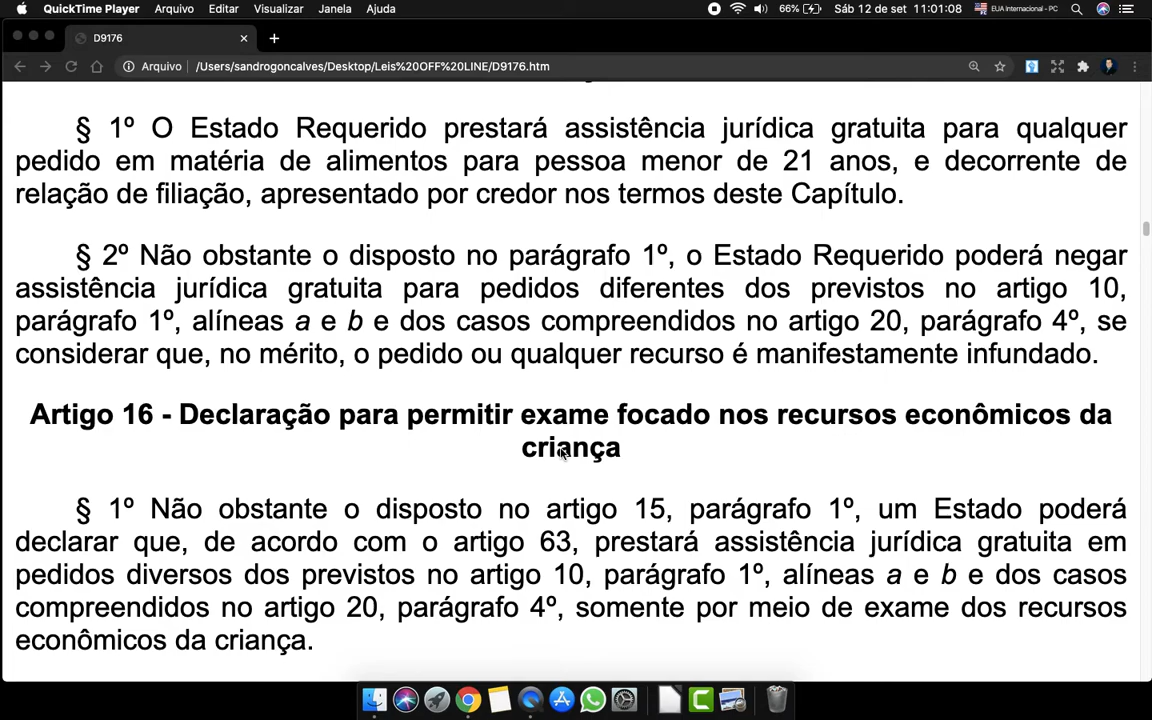 QuickTime Player Arquivo Editar Visualizar Janela Ajuda 66% Sáb 12 de set 11:01:08 EUA Internacional - PC
D9176
Arquivo /Users/sandrogoncalves/Desktop/Leis%20OFF%20LINE/D9176.htm
§ 1º O Estado Requerido prestará assistência jurídica gratuita para qualquer
pedido em matéria de alimentos para pessoa menor de 21 anos, e decorrente de
relação de filiação, apresentado por credor nos termos deste Capítulo.
§ 2º Não obstante o disposto no parágrafo 1º, o Estado Requerido poderá negar
assistência jurídica gratuita para pedidos diferentes dos previstos no artigo 10,
parágrafo 1º, alíneas a e b e dos casos compreendidos no artigo 20, parágrafo 4º, se
considerar que, no mérito, o pedido ou qualquer recurso é manifestamente infundado.
Artigo 16 - Declaração para permitir exame focado nos recursos econômicos da
criança
§ 1º Não obstante o disposto no artigo 15, parágrafo 1º, um Estado poderá
declarar que, de acordo com o artigo 63, prestará assistência jurídica gratuita em
pedidos diversos dos previstos no artigo 10, parágrafo 1º, alíneas a e b e dos casos
compreendidos no artigo 20, parágrafo 4º, somente por meio de exame dos recursos
econômicos da criança.